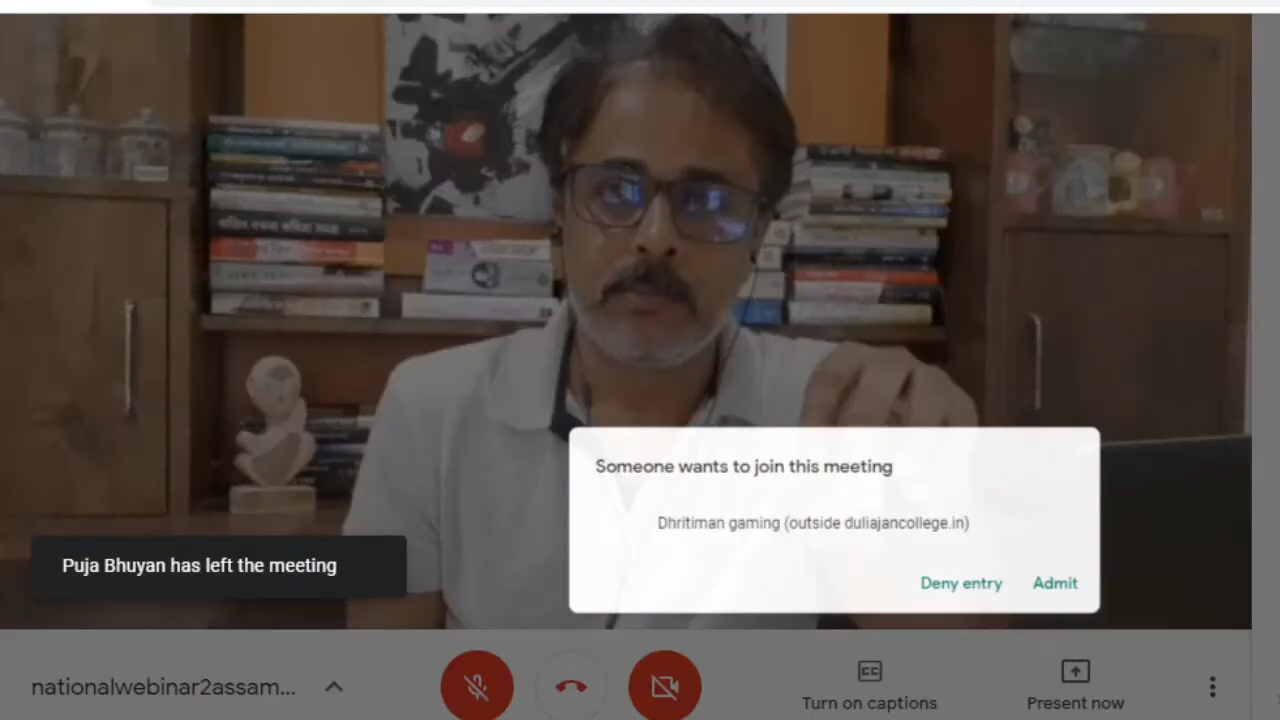 Someone wants to join this meeting
Dhritiman gaming (outside duliajancollege.in)
Deny entry Admit
Puja Bhuyan has left the meeting
nationalwebinar2assam...
CC
Turn on captions
Present now